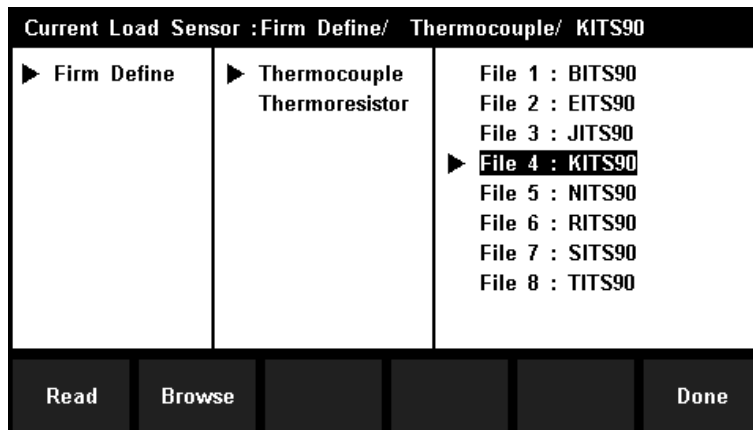 Current Load Sensor :Firm Define/ Thermocouple/ KITS90
Firm Define
Thermocouple
Thermoresistor
File 1 : BITS90
File 2 : EITS90
File 3 : JITS90
File 4 : KITS90
File 5 : NITS90
File 6 : RITS90
File 7 : SITS90
File 8 : TITS90
Read Browse Done